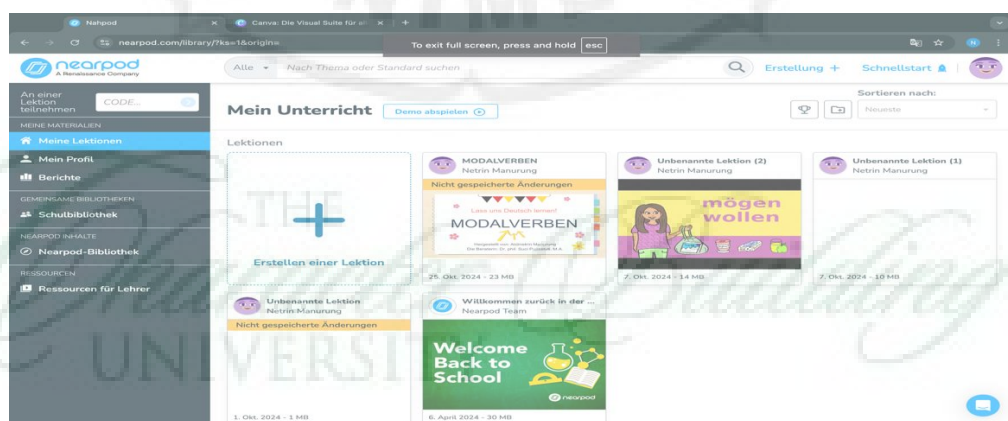 Nahpod
Canva: Die Visual Suite für al
nearpod.com/library/?ks=1&origin=
To exit full screen, press and hold esc
nearpod
A Renaissance Company
Alle
Nach Thema oder Standard suchen
Erstellung +
Schnellstart
An einer Lektion teilnehmen
CODE...
MEINE MATERIALIEN
Meine Lektionen
Mein Profil
Berichte
GEMEINSAME BIBLIOTHEKEN
Schulbibliothek
NEARPOD INHALTE
Nearpod-Bibliothek
RESSOURCEN
Ressourcen für Lehrer
Mein Unterricht
Demo abspielen
Sortieren nach:
Neueste
Lektionen
Erstellen einer Lektion
MODALVERBEN
Netrin Manurung
Nicht gespeicherte Änderungen
Lass uns Deutsch lernen!
MODALVERBEN
25. Okt. 2024 - 23 MB
Unbenannte Lektion (2)
Netrin Manurung
mögen
wollen
7. Okt. 2024 - 14 MB
Unbenannte Lektion (1)
Netrin Manurung
7. Okt. 2024 - 10 MB
Unbenannte Lektion
Netrin Manurung
Nicht gespeicherte Änderungen
1. Okt. 2024 - 1 MB
Willkommen zurück in der ...
Nearpod Team
Welcome
Back to
School
nearpod
6. April 2024 - 30 MB
THE
UNIVERSITY